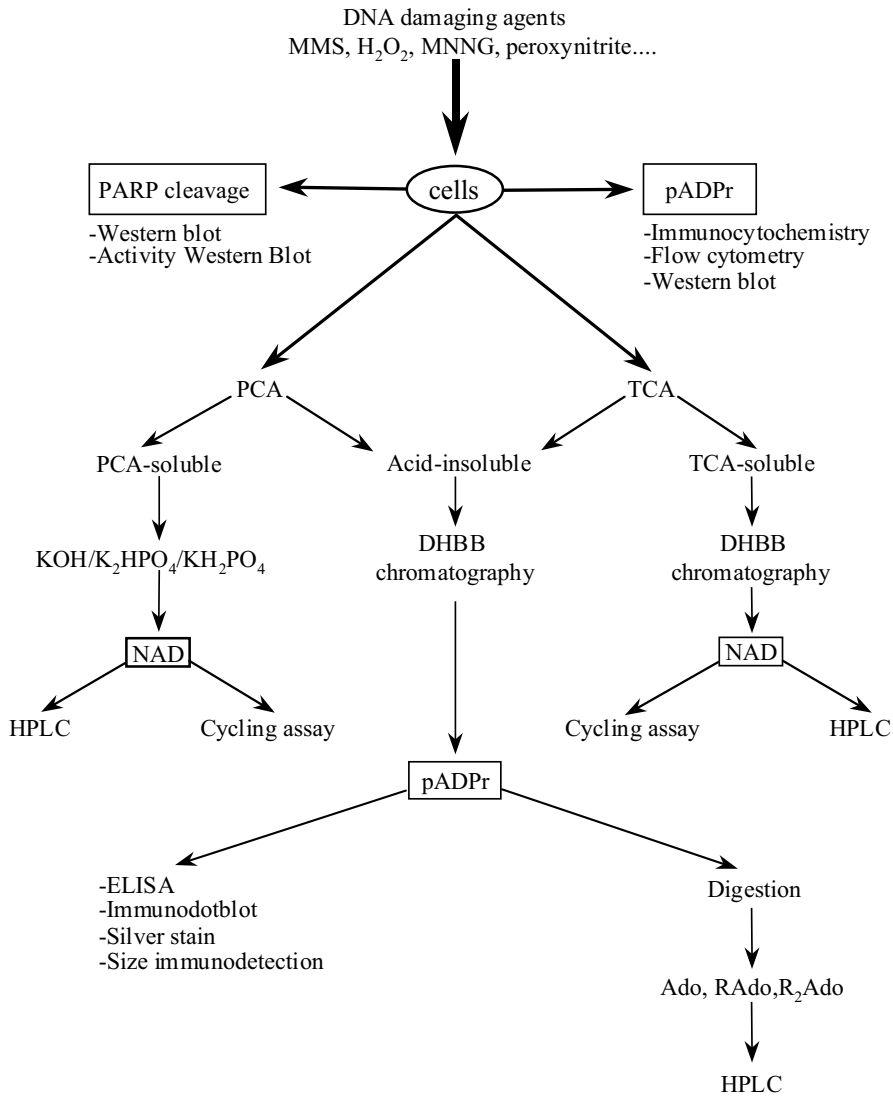 DNA damaging agents
MMS, H₂O₂, MNNG, peroxynitrite....
PARP cleavage
cells
pADPr
-Western blot
-Activity Western Blot
-Immunocytochemistry
-Flow cytometry
-Western blot
PCA
TCA
PCA-soluble
Acid-insoluble
TCA-soluble
KOH/K₂HPO₄/KH₂PO₄
DHBB
chromatography
DHBB
chromatography
NAD
NAD
HPLC
Cycling assay
Cycling assay
HPLC
pADPr
-ELISA
-Immunodotblot
-Silver stain
-Size immunodetection
Digestion
Ado, RAdo,R₂Ado
HPLC